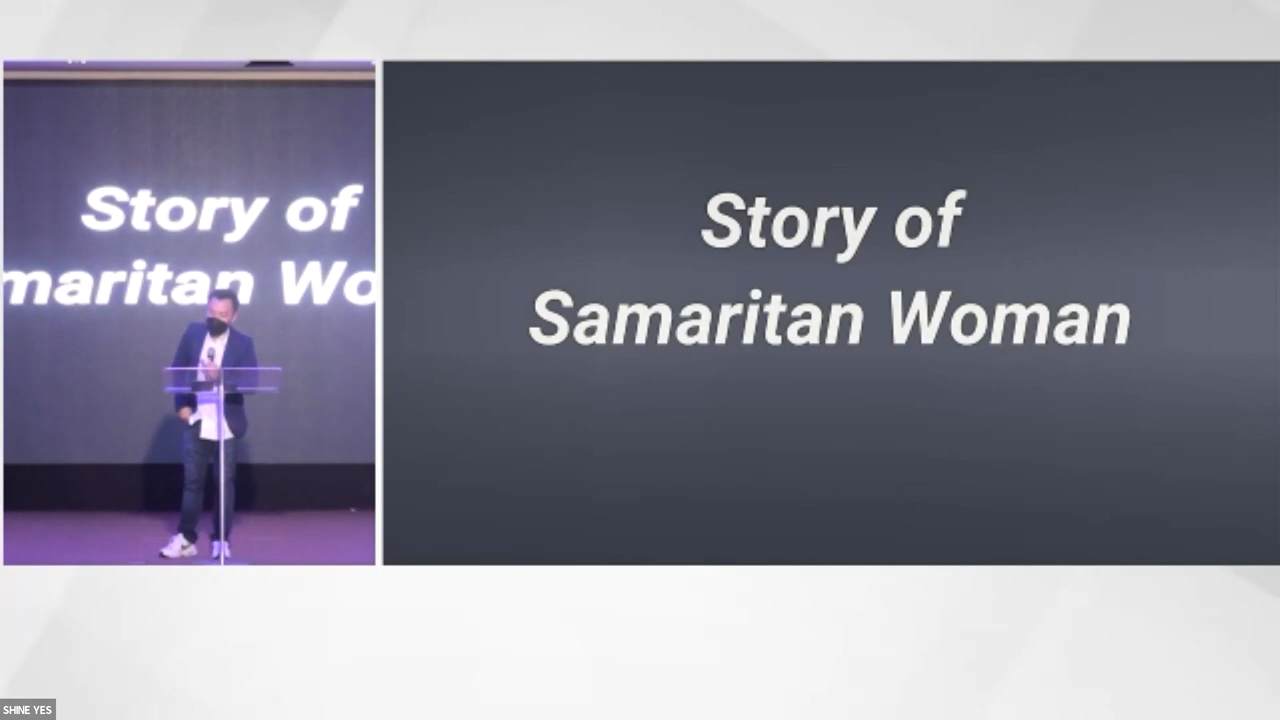 Story of
maritan Wo
Story of
Samaritan Woman
SHINE YES